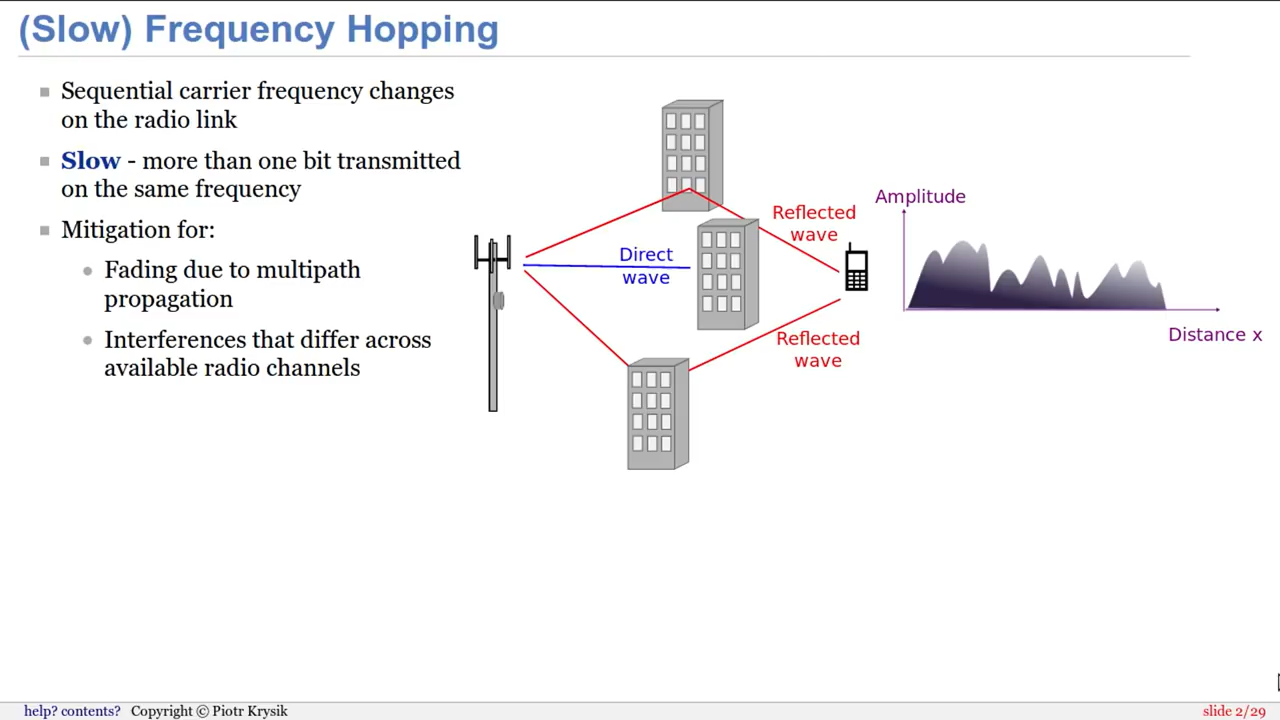 (Slow) Frequency Hopping
Sequential carrier frequency changes
on the radio link
Slow - more than one bit transmitted
on the same frequency
Mitigation for:
Fading due to multipath
propagation
Interferences that differ across
available radio channels
Direct
wave
Reflected
wave
Reflected
wave
Amplitude
Distance x
help? contents? Copyright © Piotr Krysik
slide 2/29